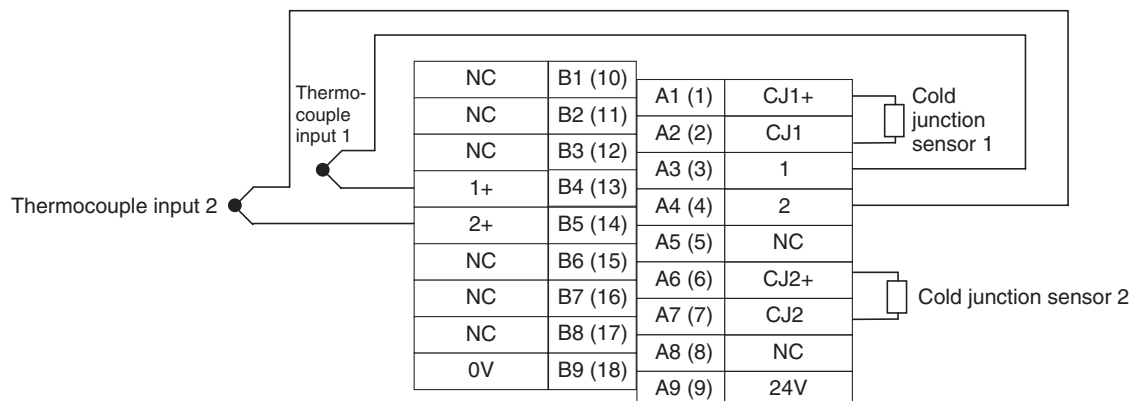 Thermo-
couple
input 1
Thermocouple input 2
NC B1 (10)
NC B2 (11)
NC B3 (12)
1+ B4 (13)
2+ B5 (14)
NC B6 (15)
NC B7 (16)
NC B8 (17)
0V B9 (18)
A1 (1) CJ1+
A2 (2) CJ1
A3 (3) 1
A4 (4) 2
A5 (5) NC
A6 (6) CJ2+
A7 (7) CJ2
A8 (8) NC
A9 (9) 24V
Cold
junction
sensor 1
Cold junction sensor 2